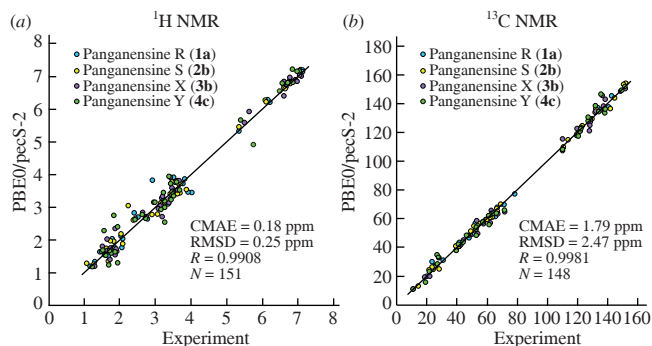 (a) ¹H NMR
PBE0/pecS-2
8
7
6
5
4
3
2
1
0
Panganensine R (1a)
Panganensine S (2b)
Panganensine X (3b)
Panganensine Y (4c)
CMAE = 0.18 ppm
RMSD = 0.25 ppm
R = 0.9908
N = 151
0 1 2 3 4 5 6 7 8
Experiment
(b) ¹³C NMR
PBE0/pecS-2
180
160
140
120
100
80
60
40
20
0
Panganensine R (1a)
Panganensine S (2b)
Panganensine X (3b)
Panganensine Y (4c)
CMAE = 1.79 ppm
RMSD = 2.47 ppm
R = 0.9981
N = 148
0 20 40 60 80 100 120 140 160
Experiment